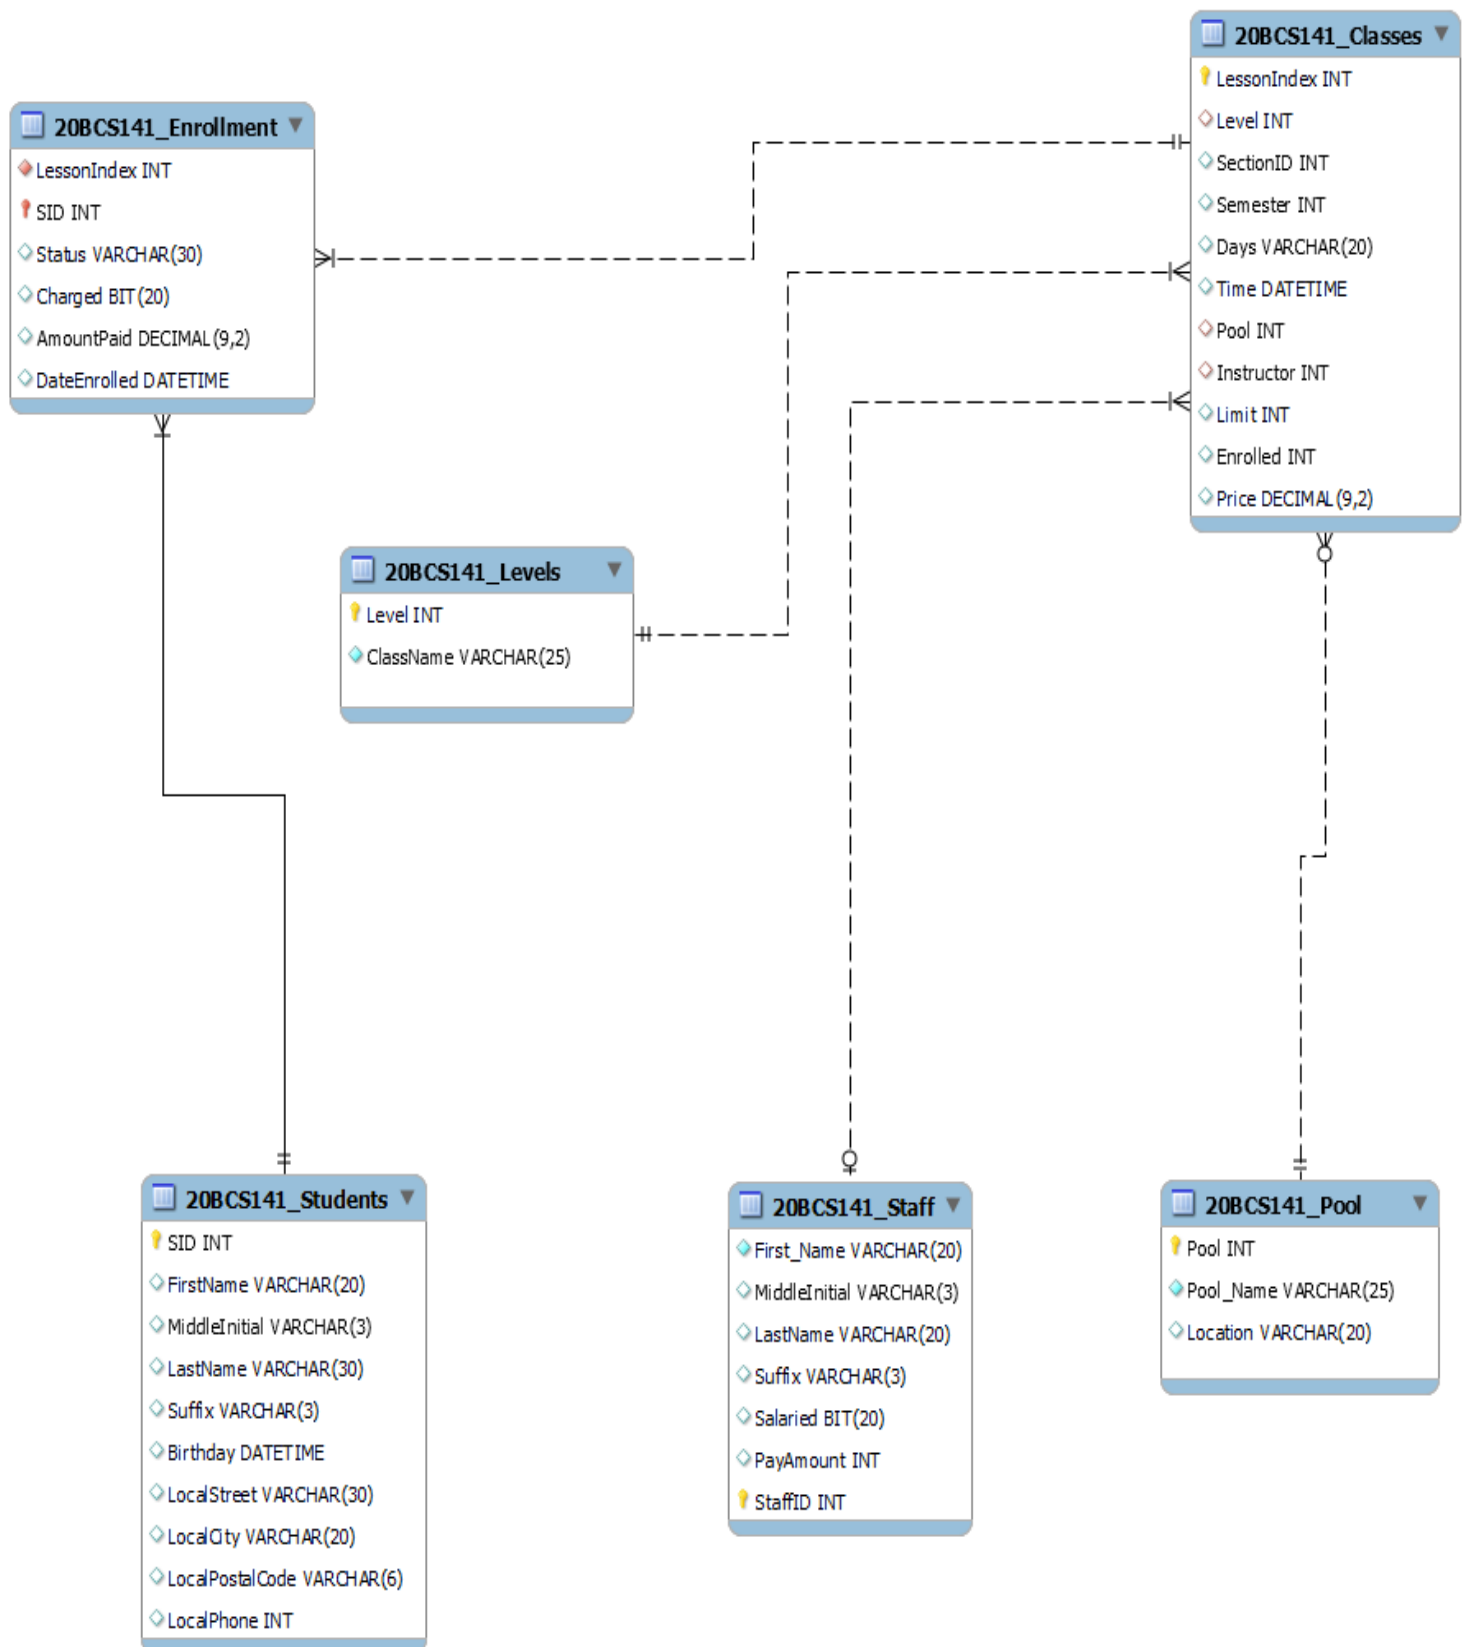 20BCS141_Classes
LessonIndex INT
Level INT
SectionID INT
Semester INT
Days VARCHAR(20)
Time DATETIME
Pool INT
Instructor INT
Limit INT
Enrolled INT
Price DECIMAL(9,2)
20BCS141_Enrollment
LessonIndex INT
SID INT
Status VARCHAR(30)
Charged BIT(20)
AmountPaid DECIMAL(9,2)
DateEnrolled DATETIME
20BCS141_Levels
Level INT
ClassName VARCHAR(25)
20BCS141_Students
SID INT
FirstName VARCHAR(20)
MiddleInitial VARCHAR(3)
LastName VARCHAR(30)
Suffix VARCHAR(3)
Birthday DATETIME
LocalStreet VARCHAR(30)
LocalCity VARCHAR(20)
LocalPostalCode VARCHAR(6)
LocalPhone INT
20BCS141_Staff
First_Name VARCHAR(20)
MiddleInitial VARCHAR(3)
LastName VARCHAR(20)
Suffix VARCHAR(3)
Salaried BIT(20)
PayAmount INT
StaffID INT
20BCS141_Pool
Pool INT
Pool_Name VARCHAR(25)
Location VARCHAR(20)